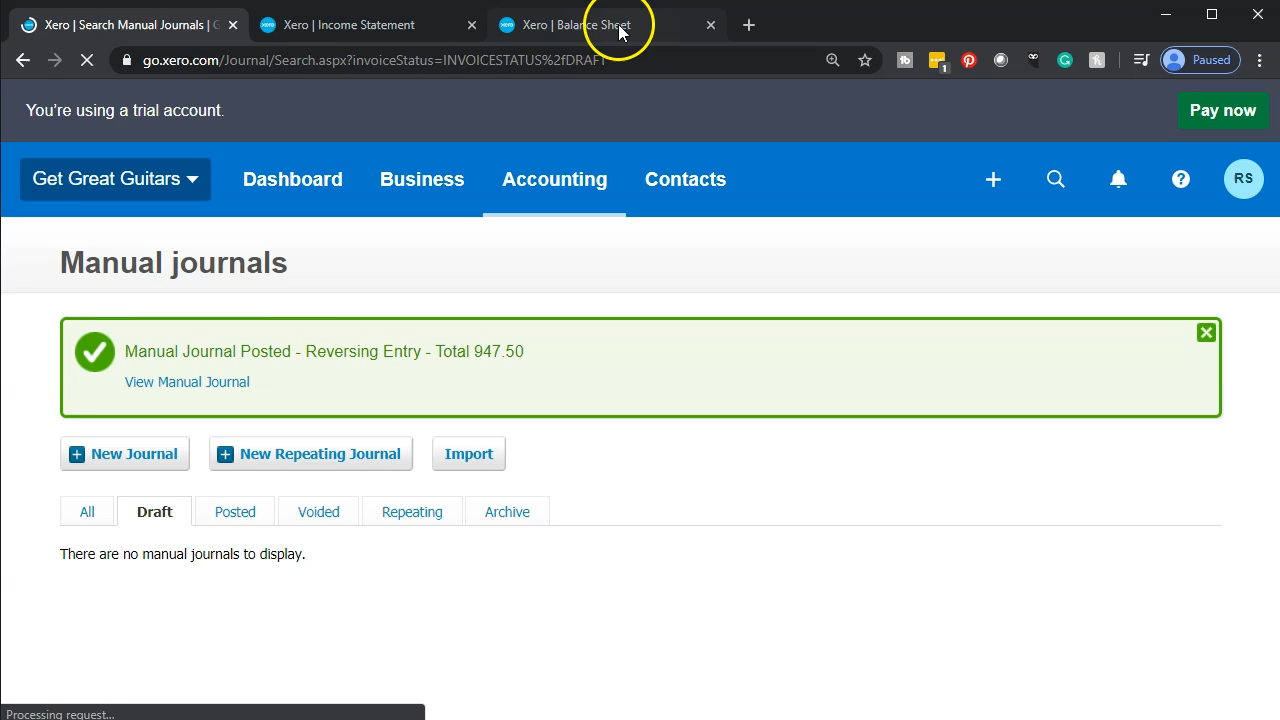 Xero | Search Manual Journals | G
Xero | Income Statement
Xero | Balance Sheet
go.xero.com/Journal/Search.aspx?invoiceStatus=INVOICESTATUS%2fDRAFT
1
Paused
You're using a trial account.
Pay now
Get Great Guitars
Dashboard
Business
Accounting
Contacts
RS
Manual journals
Manual Journal Posted - Reversing Entry - Total 947.50
View Manual Journal
New Journal
New Repeating Journal
Import
All
Draft
Posted
Voided
Repeating
Archive
There are no manual journals to display.
Processing request...